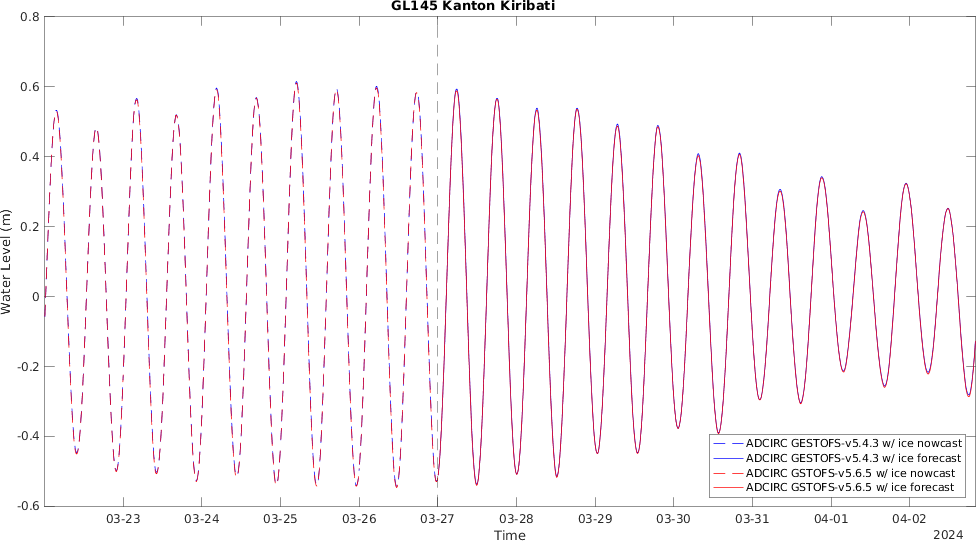 GL145 Kanton Kiribati
0.8
0.6
0.4
0.2
0
-0.2
-0.4
-0.6
Water Level (m)
03-23
03-24
03-25
03-26
03-27
03-28
03-29
03-30
03-31
04-01
04-02
Time
2024
ADCIRC GESTOFS-v5.4.3 w/ ice nowcast
ADCIRC GESTOFS-v5.4.3 w/ ice forecast
ADCIRC GSTOFS-v5.6.5 w/ ice nowcast
ADCIRC GSTOFS-v5.6.5 w/ ice forecast